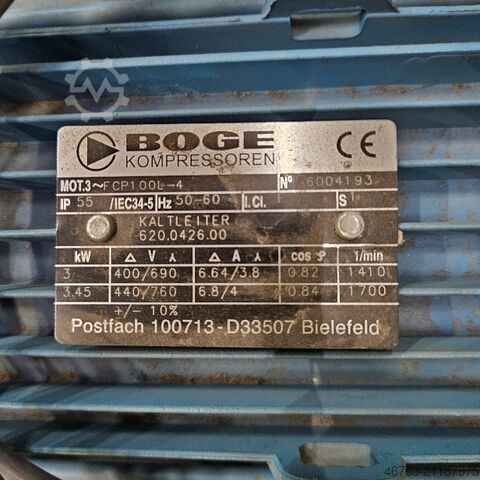 BOGE
KOMPRESSOREN
CE
MOT.3~FCP100L-4 Nº 6004193
IP 55 /IEC34-5 Hz 50-60 I.Cl. S1
KALTLEITER
620.0426.00
kW Δ V ⅄ Δ A ⅄ cos φ 1/min
3 400/690 6.64/3.8 0.82 1410
3.45 440/760 6.8/4 0.84 1700
+/- 10%
Postfach 100713-D33507 Bielefeld